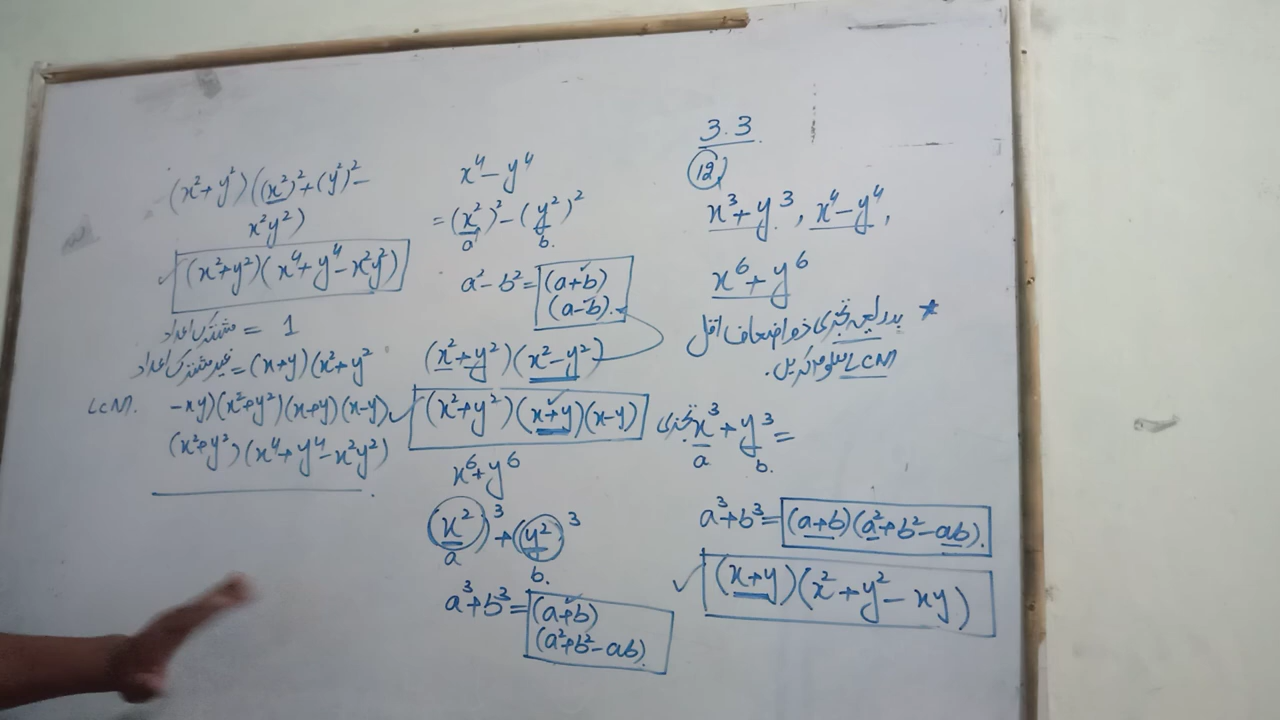 3.3
12)
x³+y³, x⁴-y⁴,
x⁶+y⁶
* بذریعہ تجزی ذو اضعاف اقل
LCM معلوم کریں.
تجزی x³+y³=
a b.
a³+b³=(a+b)(a²+b²-ab).
(x+y)(x²+y²-xy)
x⁴-y⁴
=(x²)²-(y²)²
a b.
a²-b²=(a+b)
(a-b).
(x²+y²)(x²-y²)
(x²+y²)(x+y)(x-y)
x⁶+y⁶
(x²)³+(y²)³
a b.
a³+b³=(a+b)
(a²+b²-ab).
(x²+y²)((x²)²+(y²)²-
x²y²)
(x²+y²)(x⁴+y⁴-x²y²)
مشترک اعداد = 1
غیر مشترک اعداد =(x+y)(x²+y²
LCM. -xy)(x²+y²)(x+y)(x-y)
(x²+y²)(x⁴+y⁴-x²y²)